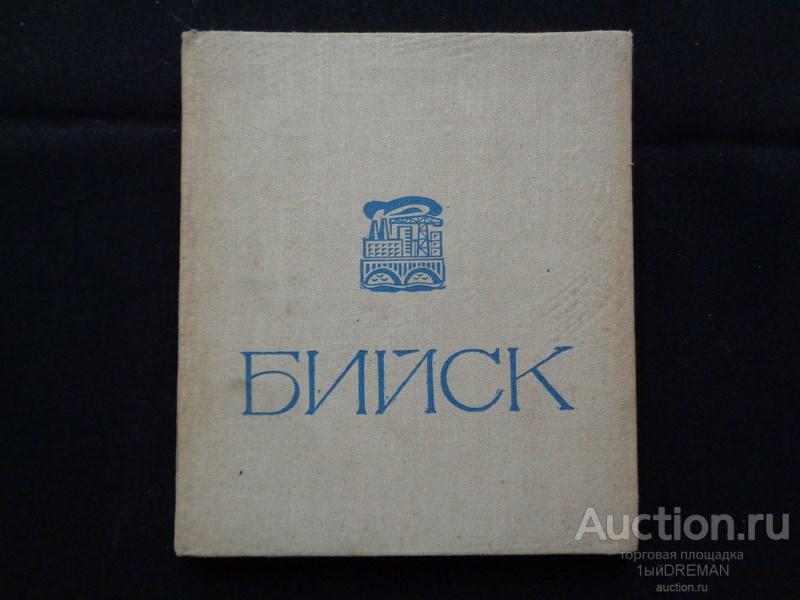 БИЙСК
Auction.ru
торговая площадка
1ыйDREMAN
auction.ru